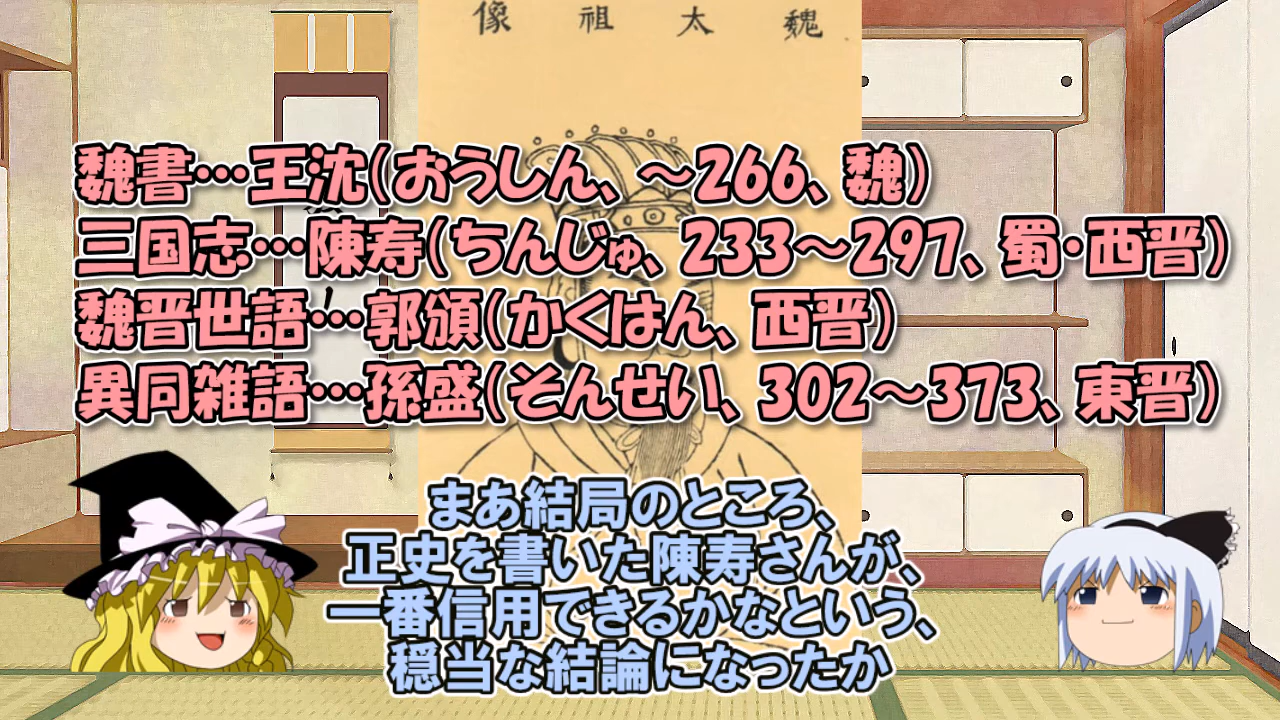 像祖太魏
魏書…王沈（おうしん、～266、魏）
三国志…陳寿（ちんじゅ、233～297、蜀・西晋）
魏晋世語…郭頒（かくはん、西晋）
異同雑語…孫盛（そんせい、302～373、東晋）
まあ結局のところ、
正史を書いた陳寿さんが、
一番信用できるかなという、
穏当な結論になったか